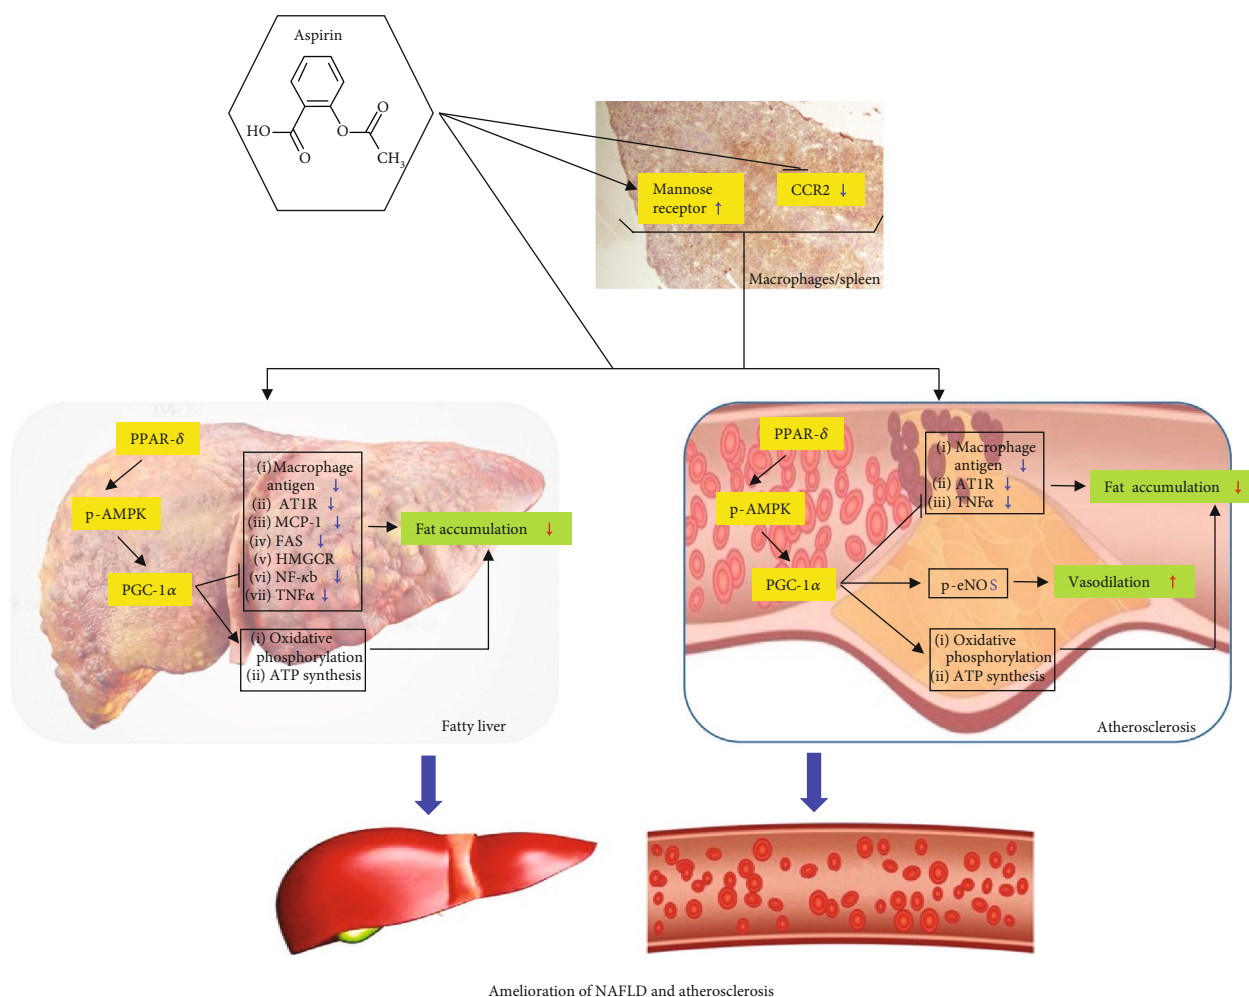 Aspirin
HO
O
O
O
CH3
Mannose
receptor ↑
CCR2 ↓
Macrophages/spleen
PPAR-δ
p-AMPK
PGC-1α
(i) Macrophage
antigen ↓
(ii) AT1R ↓
(iii) MCP-1 ↓
(iv) FAS ↓
(v) HMGCR
(vi) NF-κb ↓
(vii) TNFα ↓
Fat accumulation ↓
(i) Oxidative
phosphorylation
(ii) ATP synthesis
Fatty liver
PPAR-δ
p-AMPK
PGC-1α
(i) Macrophage
antigen ↓
(ii) AT1R ↓
(iii) TNFα ↓
Fat accumulation ↓
p-eNOS
Vasodilation ↑
(i) Oxidative
phosphorylation
(ii) ATP synthesis
Atherosclerosis
Amelioration of NAFLD and atherosclerosis